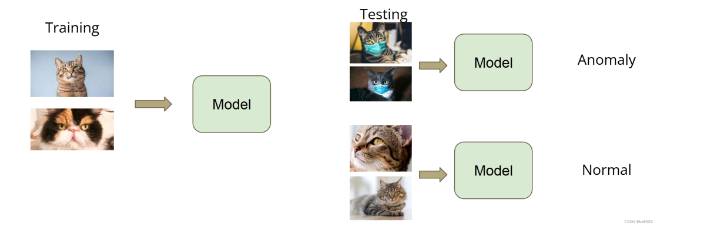 Training
Model
Testing
Model
Anomaly
Model
Normal